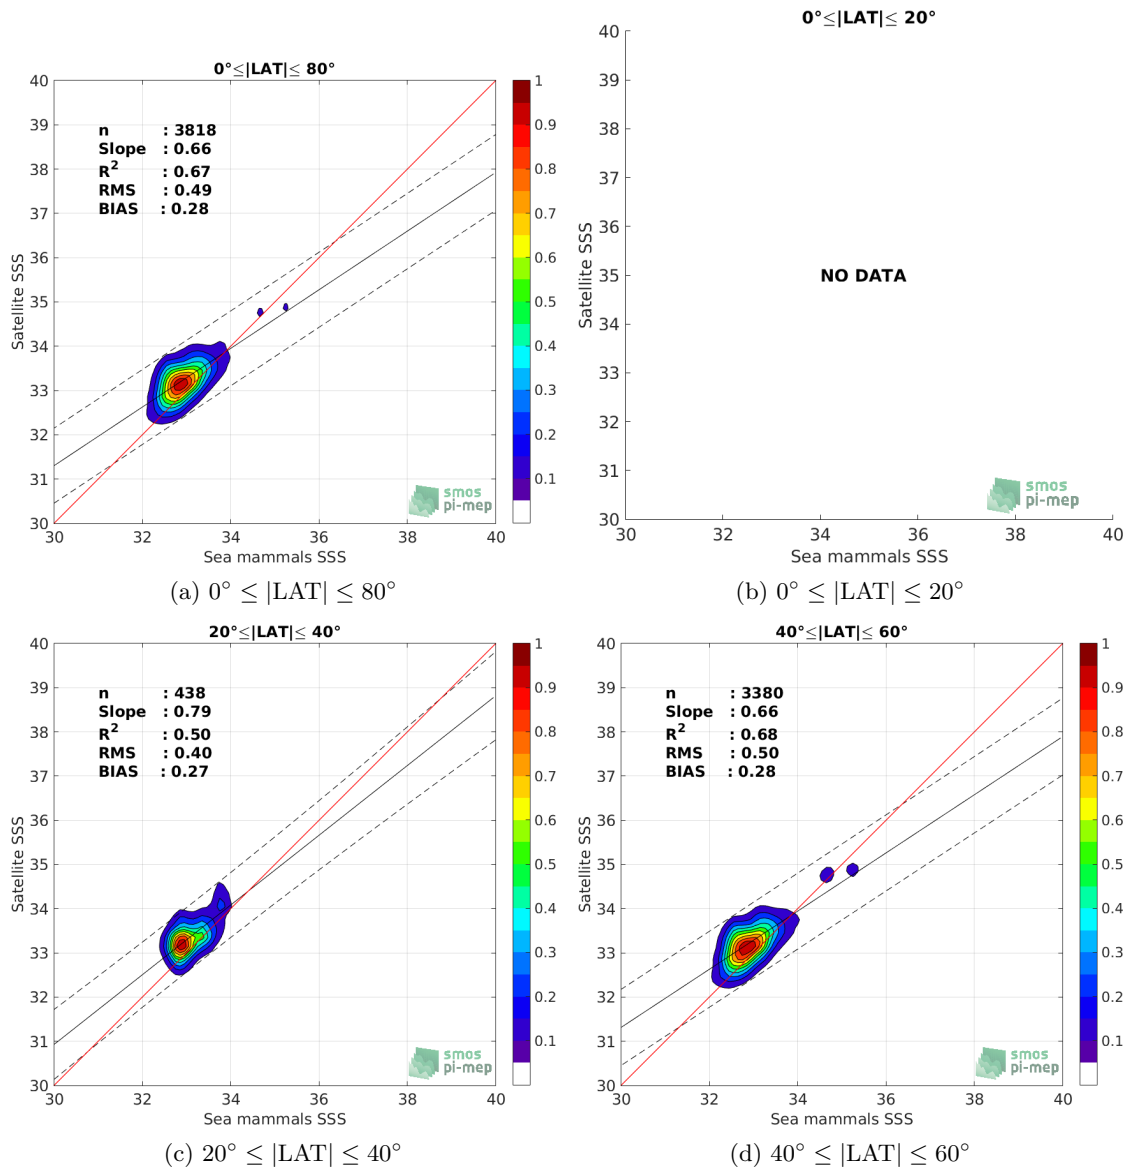 0°≤|LAT|≤ 80°
40
39
38
37
36
35
34
33
32
31
30
Satellite SSS
n : 3818
Slope : 0.66
R2 : 0.67
RMS : 0.49
BIAS : 0.28
smos
pi-mep
30 32 34 36 38 40
Sea mammals SSS
1
0.9
0.8
0.7
0.6
0.5
0.4
0.3
0.2
0.1
(a) 0° ≤ |LAT| ≤ 80°
0°≤|LAT|≤ 20°
40
39
38
37
36
35
34
33
32
31
30
Satellite SSS
NO DATA
smos
pi-mep
30 32 34 36 38 40
Sea mammals SSS
(b) 0° ≤ |LAT| ≤ 20°
20°≤|LAT|≤ 40°
40
39
38
37
36
35
34
33
32
31
30
Satellite SSS
n : 438
Slope : 0.79
R2 : 0.50
RMS : 0.40
BIAS : 0.27
smos
pi-mep
30 32 34 36 38 40
Sea mammals SSS
1
0.9
0.8
0.7
0.6
0.5
0.4
0.3
0.2
0.1
(c) 20° ≤ |LAT| ≤ 40°
40°≤|LAT|≤ 60°
40
39
38
37
36
35
34
33
32
31
30
Satellite SSS
n : 3380
Slope : 0.66
R2 : 0.68
RMS : 0.50
BIAS : 0.28
smos
pi-mep
30 32 34 36 38 40
Sea mammals SSS
1
0.9
0.8
0.7
0.6
0.5
0.4
0.3
0.2
0.1
(d) 40° ≤ |LAT| ≤ 60°